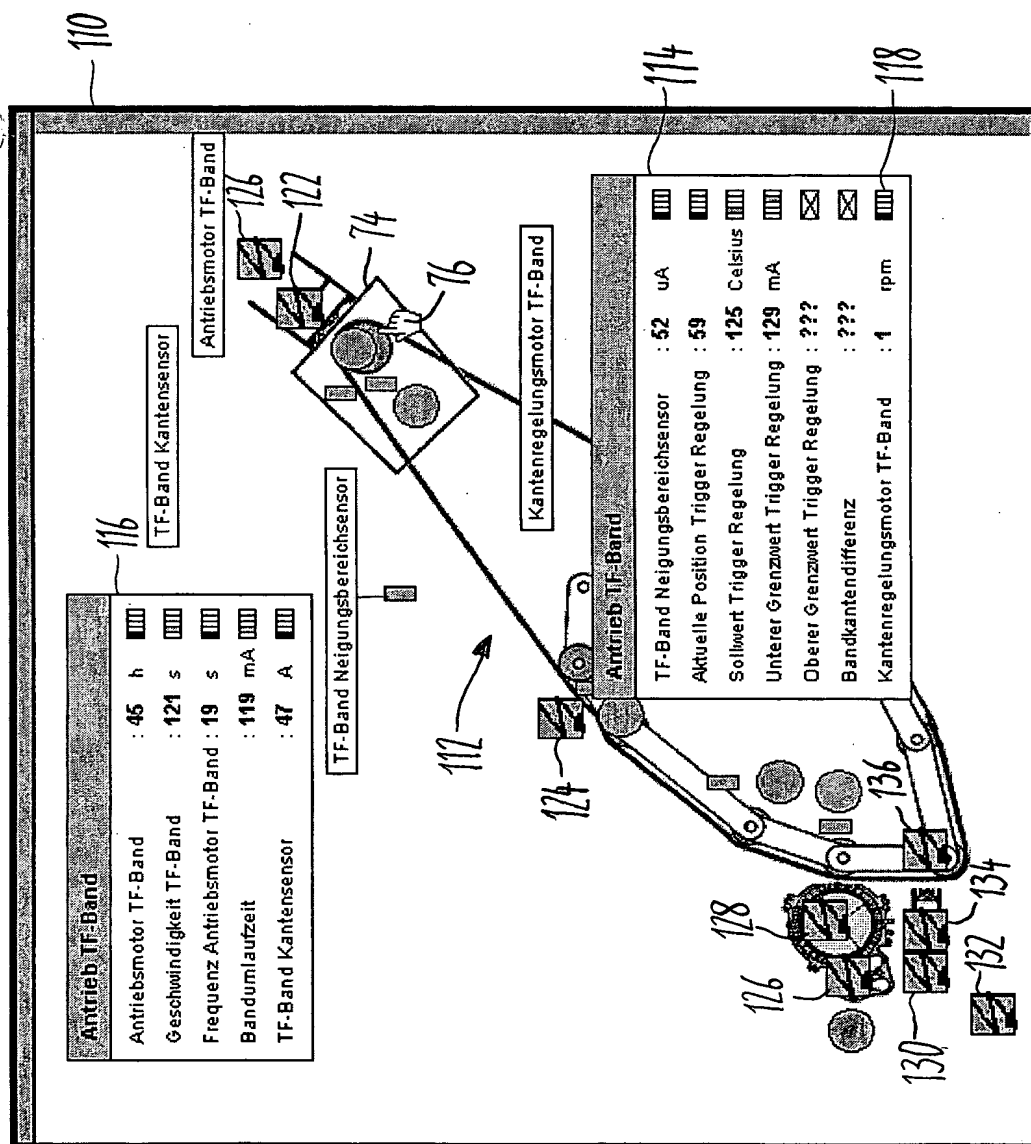 110
Antrieb TF-Band
Antriebsmotor TF-Band : 45 h
Geschwindigkeit TF-Band : 121 s
Frequenz Antriebsmotor TF-Band : 19 s
Bandumlaufzeit : 119 mA
TF-Band Kantensensor : 47 A
116
TF-Band Kantensensor
Antriebsmotor TF-Band
126
122
74
76
TF-Band Neigungsbereichsensor
Kantenregelungsmotor TF-Band
112
124
Antrieb TF-Band
TF-Band Neigungsbereichsensor : 52 uA
Aktuelle Position Trigger Regelung : 59
Sollwert Trigger Regelung : 125 Celsius
Unterer Grenzwert Trigger Regelung : 129 mA
Oberer Grenzwert Trigger Regelung : ???
Bandkantendifferenz : ???
Kantenregelungsmotor TF-Band : 1 rpm
114
118
126
128
136
130
132
134